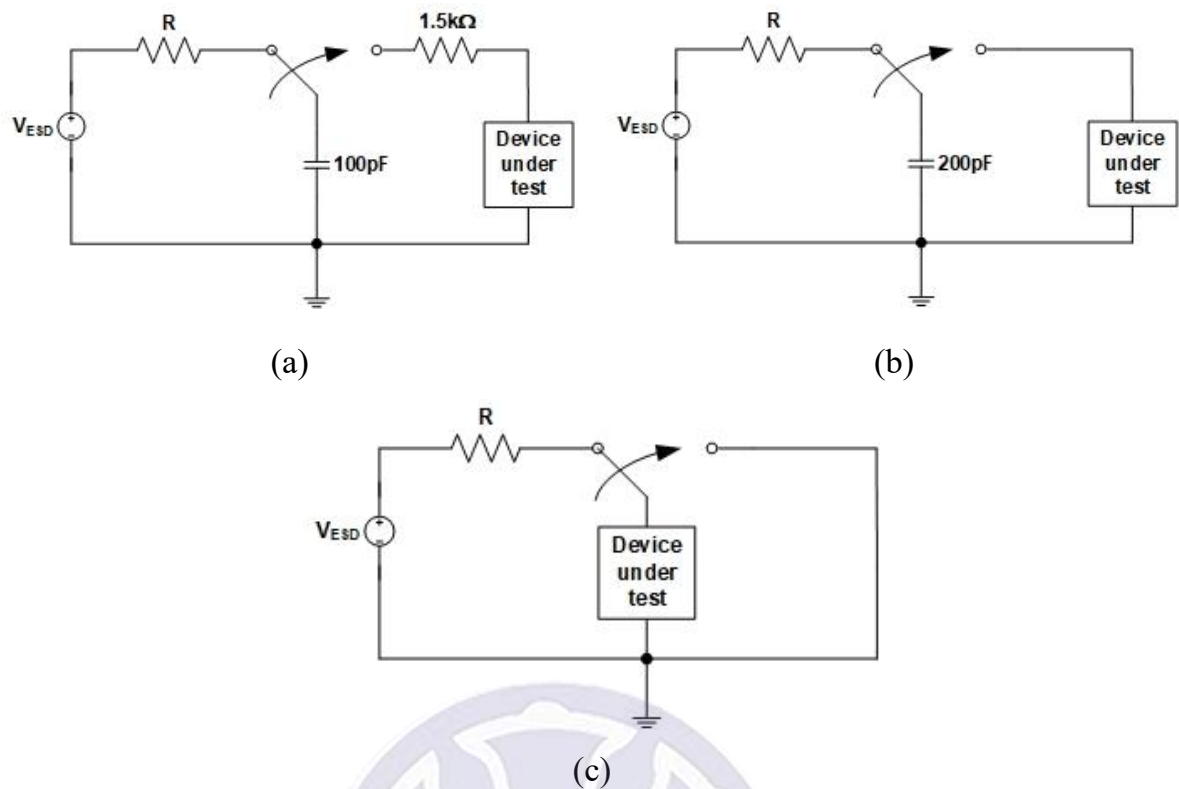 R
1.5kΩ
VESD
+
-
100pF
Device
under
test
(a)
R
VESD
+
-
200pF
Device
under
test
(b)
R
VESD
+
-
Device
under
test
(c)